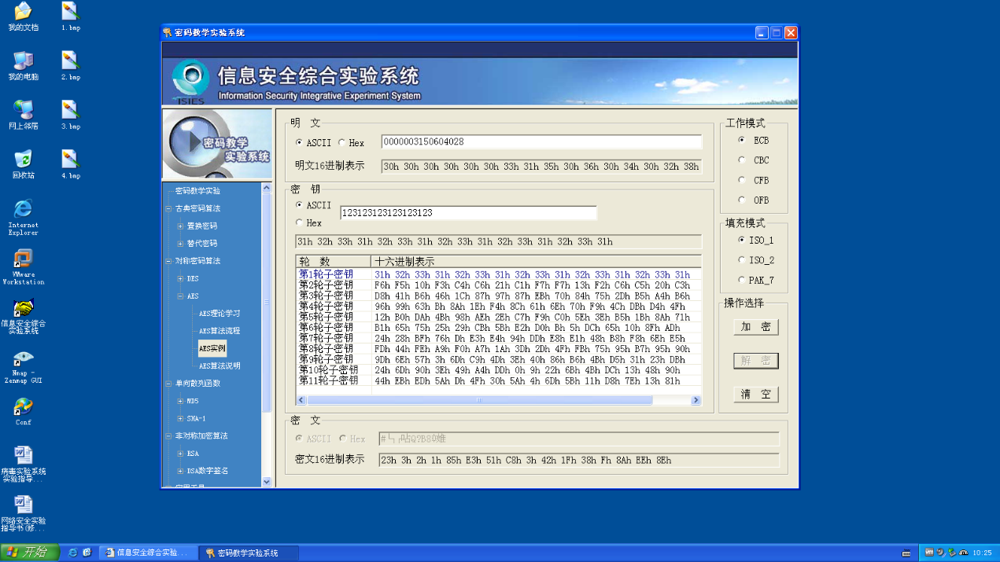 我的文档
1.bmp
我的电脑
2.bmp
网上邻居
3.bmp
回收站
4.bmp
Internet
Explorer
VMware
Workstation
信息安全综合
实验系统
Nmap -
Zenmap GUI
Conf
病毒实验系统
实验指导...
网络安全实验
指导书(修...
密码教学实验系统
ISIES
信息安全综合实验系统
Information Security Integrative Experiment System
密码教学
实验系统
密码教学实验
古典密码算法
置换密码
替代密码
对称密码算法
DES
AES
AES理论学习
AES算法流程
AES实例
AES算法说明
单向散列函数
MD5
SHA-1
非对称加密算法
RSA
DSA数字签名
明 文
ASCII Hex 0000003150604028
明文16进制表示 30h 30h 30h 30h 30h 30h 33h 31h 35h 30h 36h 30h 34h 30h 32h 38h
密 钥
ASCII
123123123123123123
Hex
31h 32h 33h 31h 32h 33h 31h 32h 33h 31h 32h 33h 31h 32h 33h 31h
轮 数 十六进制表示
第1轮子密钥 31h 32h 33h 31h 32h 33h 31h 32h 33h 31h 32h 33h 31h 32h 33h 31h
第2轮子密钥 F6h F5h 10h F3h C4h C6h 21h C1h F7h F7h 13h F2h C6h C5h 20h C3h
第3轮子密钥 D8h 41h B6h 46h 1Ch 87h 97h 87h EBh 70h 84h 75h 2Dh B5h A4h B6h
第4轮子密钥 96h 99h 63h Bh 8Ah 1Eh F4h 8Ch 61h 6Eh 70h F9h 4Ch DBh D4h 4Fh
第5轮子密钥 12h B0h DAh 4Bh 98h AEh 2Eh C7h F9h C0h 5Eh 3Eh B5h 1Bh 8Ah 71h
第6轮子密钥 B1h 65h 75h 25h 29h CBh 5Bh E2h D0h Bh 5h DCh 65h 10h 8Fh ADh
第7轮子密钥 24h 28h BFh 76h Dh E3h E4h 94h DDh E8h E1h 48h B8h F8h 6Eh E5h
第8轮子密钥 FDh 44h FEh A9h F0h A7h 1Ah 3Dh 2Dh 4Fh FBh 75h 95h B7h 95h 90h
第9轮子密钥 9Dh 6Eh 57h 3h 6Dh C9h 4Dh 3Eh 40h 86h B6h 4Bh D5h 31h 23h DBh
第10轮子密钥 24h 6Dh 90h 3Eh 49h A4h DDh 0h 9h 22h 6Bh 4Bh DCh 13h 48h 90h
第11轮子密钥 44h EBh EDh 5Ah Dh 4Fh 30h 5Ah 4h 6Dh 5Bh 11h D8h 7Eh 13h 81h
密 文
ASCII Hex
密文16进制表示 23h 3h 2h 1h 85h E3h 51h C8h 3h 42h 1Fh 38h Fh 8Ah EEh 8Eh
工作模式
ECB
CBC
CFB
OFB
填充模式
ISO_1
ISO_2
PAK_7
操作选择
加 密
解 密
清 空
开始
信息安全综合实验...
密码教学实验系统
10:25